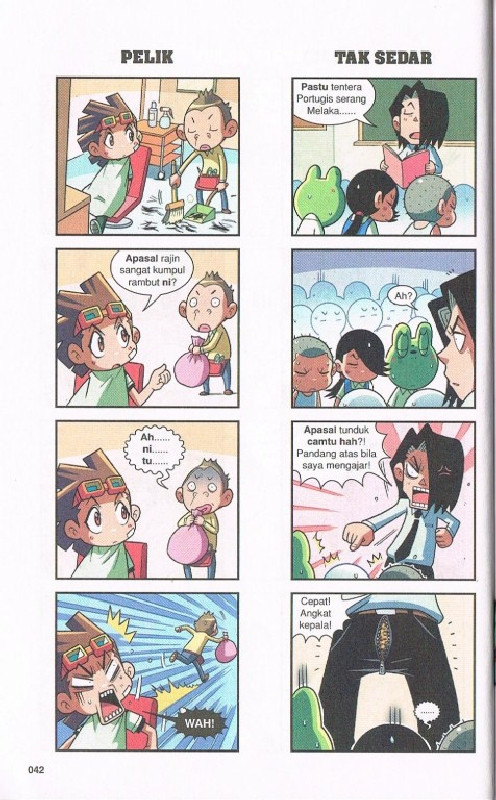 PELIK
Apasal rajin
sangat kumpul
rambut ni?
Ah......
ni......
tu......
WAH!
TAK SEDAR
Pastu tentera
Portugis serang
Melaka......
Ah?
Apasal tunduk
camtu hah?!
Pandang atas bila
saya mengajar!
Cepat!
Angkat
kepala!
......
042